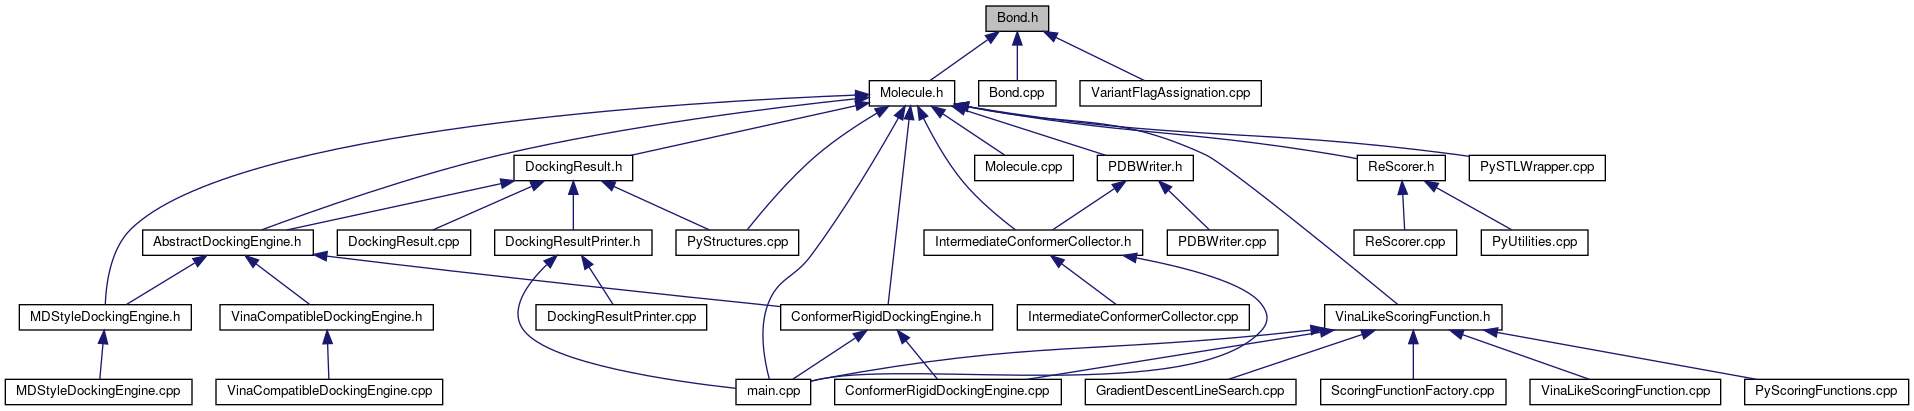 Bond.h
Molecule.h
Bond.cpp
VariantFlagAssignation.cpp
DockingResult.h
Molecule.cpp
PDBWriter.h
ReScorer.h
PySTLWrapper.cpp
AbstractDockingEngine.h
DockingResult.cpp
DockingResultPrinter.h
PyStructures.cpp
IntermediateConformerCollector.h
PDBWriter.cpp
ReScorer.cpp
PyUtilities.cpp
MDStyleDockingEngine.h
VinaCompatibleDockingEngine.h
DockingResultPrinter.cpp
ConformerRigidDockingEngine.h
IntermediateConformerCollector.cpp
VinaLikeScoringFunction.h
MDStyleDockingEngine.cpp
VinaCompatibleDockingEngine.cpp
main.cpp
ConformerRigidDockingEngine.cpp
GradientDescentLineSearch.cpp
ScoringFunctionFactory.cpp
VinaLikeScoringFunction.cpp
PyScoringFunctions.cpp